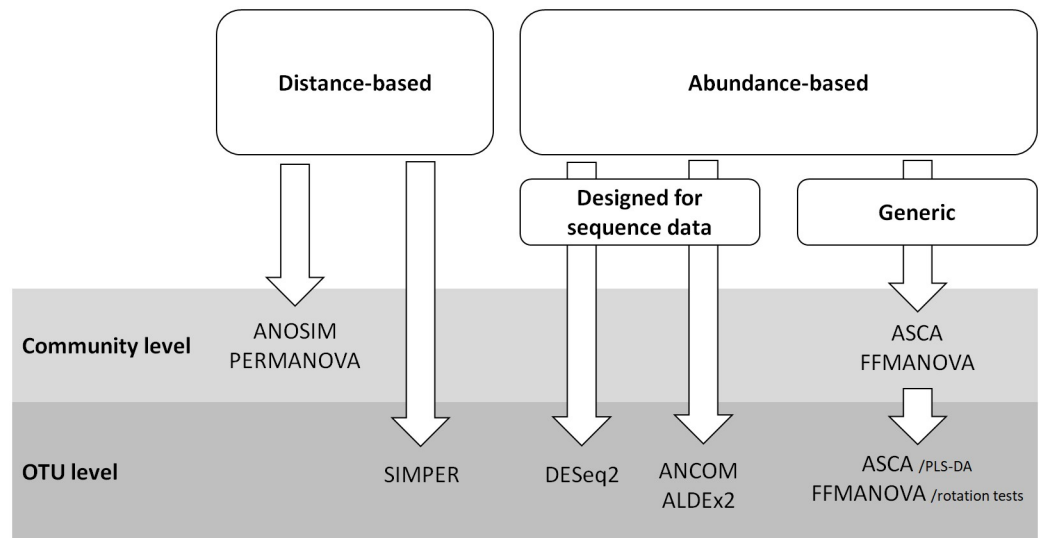 Distance-based
Abundance-based
Designed for
sequence data
Generic
Community level
ANOSIM
PERMANOVA
ASCA
FFMANOVA
OTU level
SIMPER
DESeq2
ANCOM
ALDEx2
ASCA /PLS-DA
FFMANOVA /rotation tests